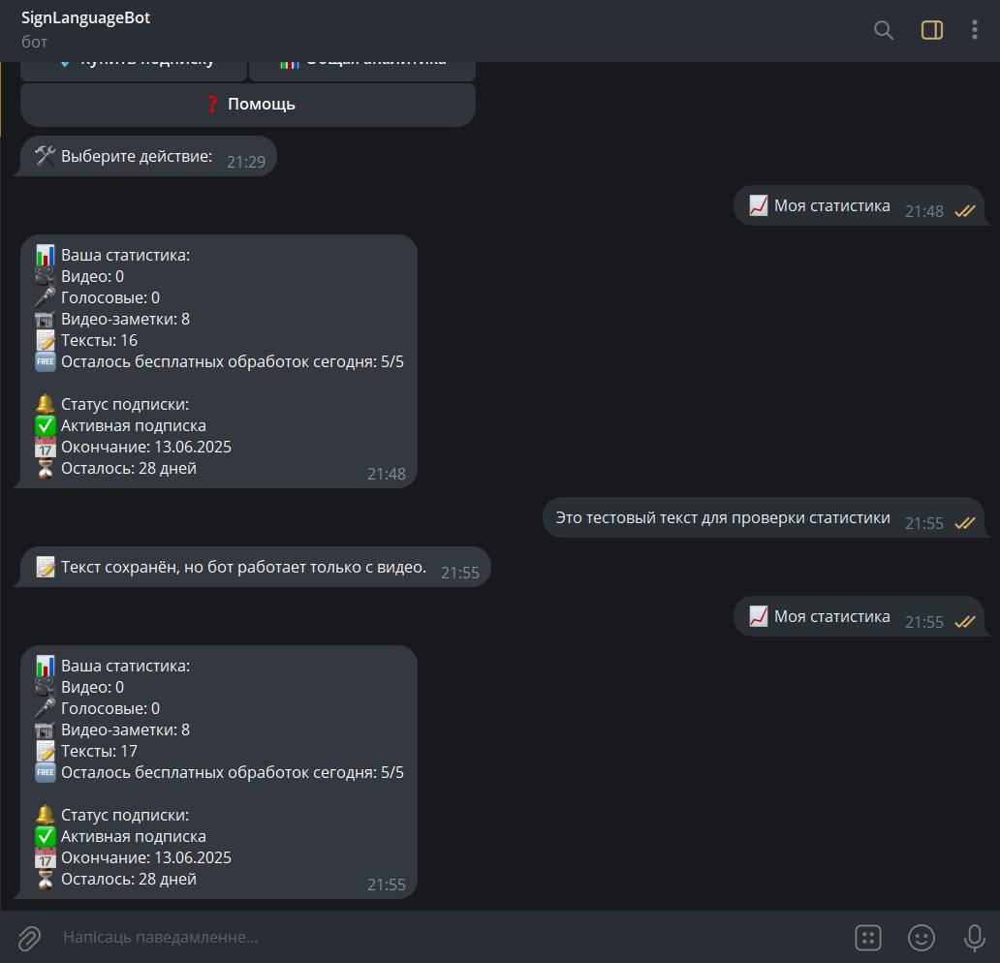 SignLanguageBot
бот
Купить подписку
Общая аналитика
❓ Помощь
🛠 Выберите действие: 21:29
📈 Моя статистика 21:48
📊 Ваша статистика:
🎥 Видео: 0
🎤 Голосовые: 0
📹 Видео-заметки: 8
📝 Тексты: 16
🆓 Осталось бесплатных обработок сегодня: 5/5
🔔 Статус подписки:
✅ Активная подписка
📅 Окончание: 13.06.2025
⏳ Осталось: 28 дней 21:48
Это тестовый текст для проверки статистики 21:55
📝 Текст сохранён, но бот работает только с видео. 21:55
📈 Моя статистика 21:55
📊 Ваша статистика:
🎥 Видео: 0
🎤 Голосовые: 0
📹 Видео-заметки: 8
📝 Тексты: 17
🆓 Осталось бесплатных обработок сегодня: 5/5
🔔 Статус подписки:
✅ Активная подписка
📅 Окончание: 13.06.2025
⏳ Осталось: 28 дней 21:55
Напісаць паведамленне...